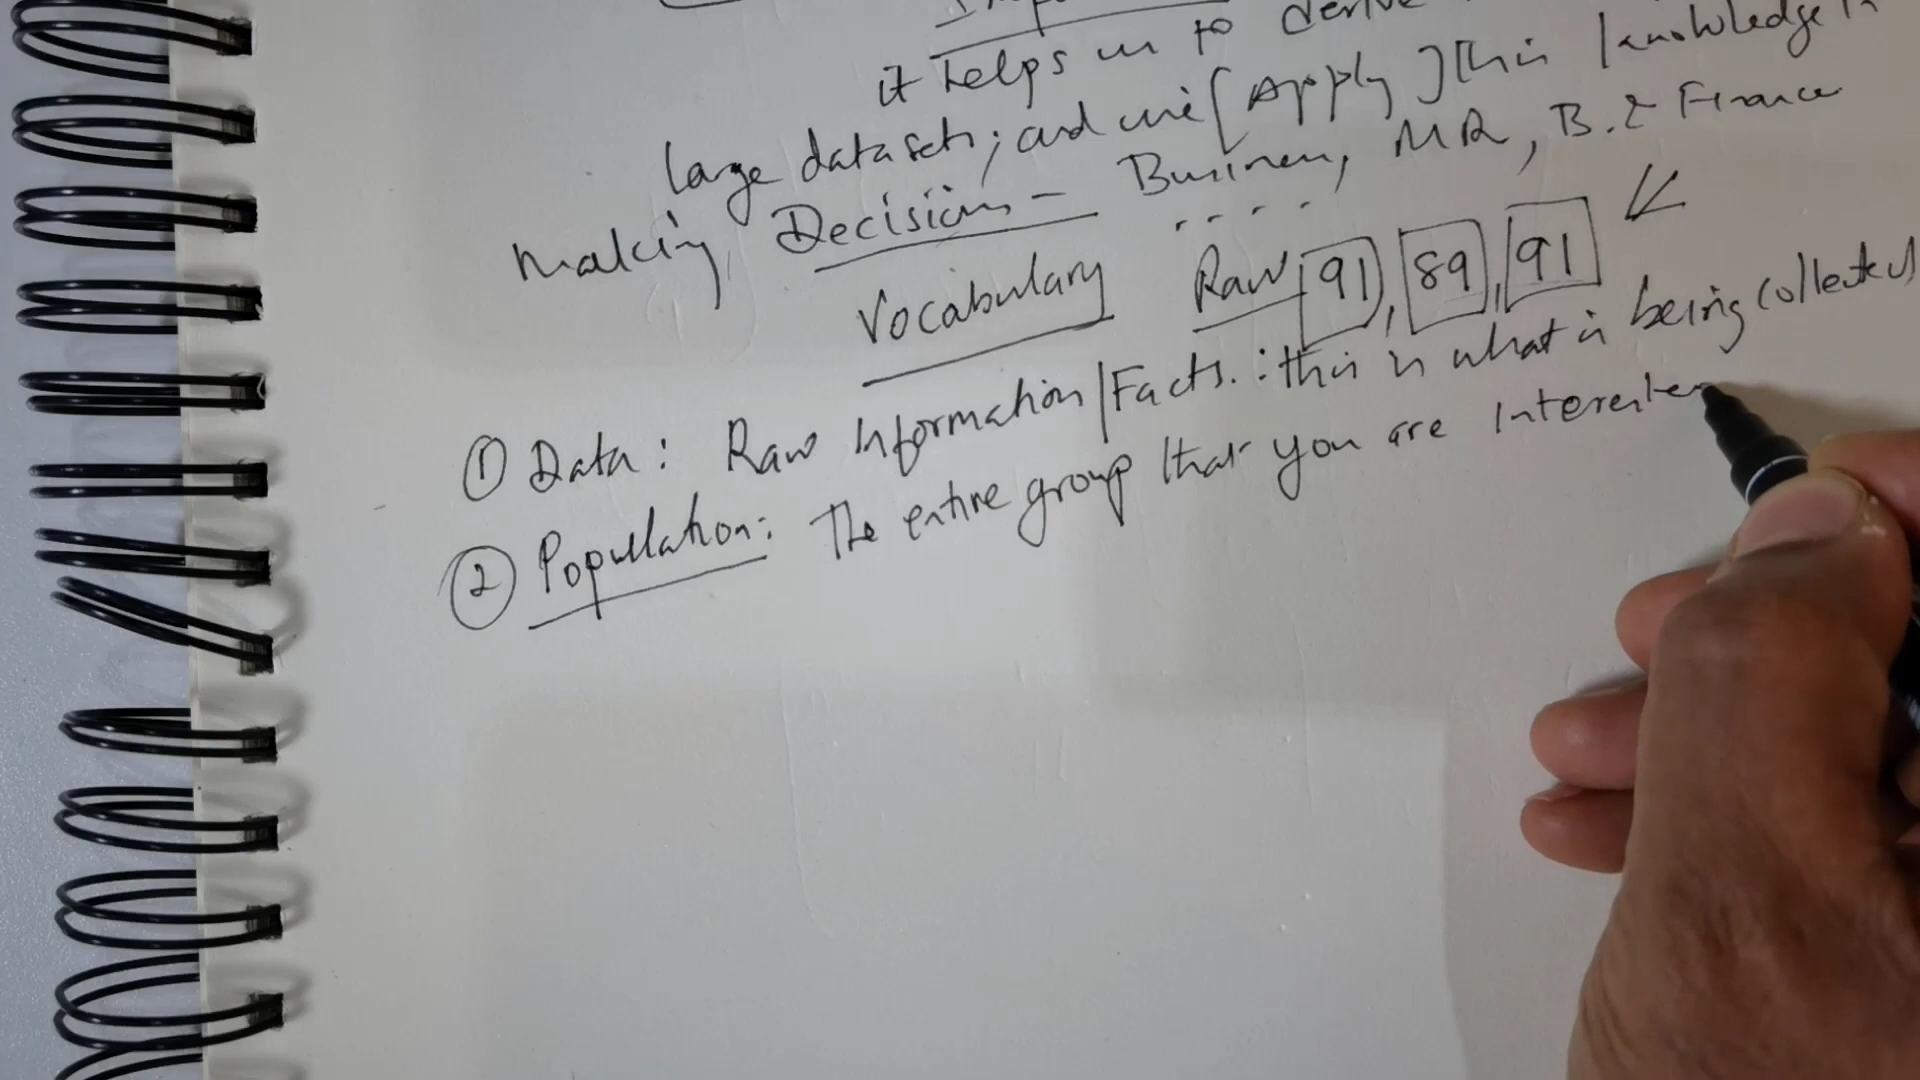 it helps us to derive
large datasets; and use [Apply] this knowledge in
making Decisions - Business, MR, B. & Finance
....
Vocabulary Raw 91, 89, 91
① Data: Raw Information/Facts. : this is what is being collected
② Population: The entire group that you are Intereste